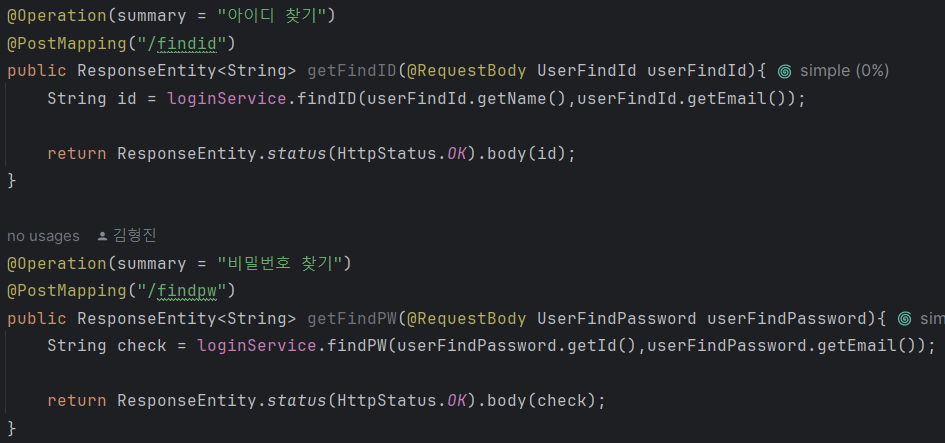 @Operation(summary = "아이디 찾기")
@PostMapping("/findid")
public ResponseEntity<String> getFindID(@RequestBody UserFindId userFindId){ simple (0%)
String id = loginService.findID(userFindId.getName(),userFindId.getEmail());
return ResponseEntity.status(HttpStatus.OK).body(id);
}
no usages 김형진
@Operation(summary = "비밀번호 찾기")
@PostMapping("/findpw")
public ResponseEntity<String> getFindPW(@RequestBody UserFindPassword userFindPassword){ sim
String check = loginService.findPW(userFindPassword.getId(),userFindPassword.getEmail());
return ResponseEntity.status(HttpStatus.OK).body(check);
}